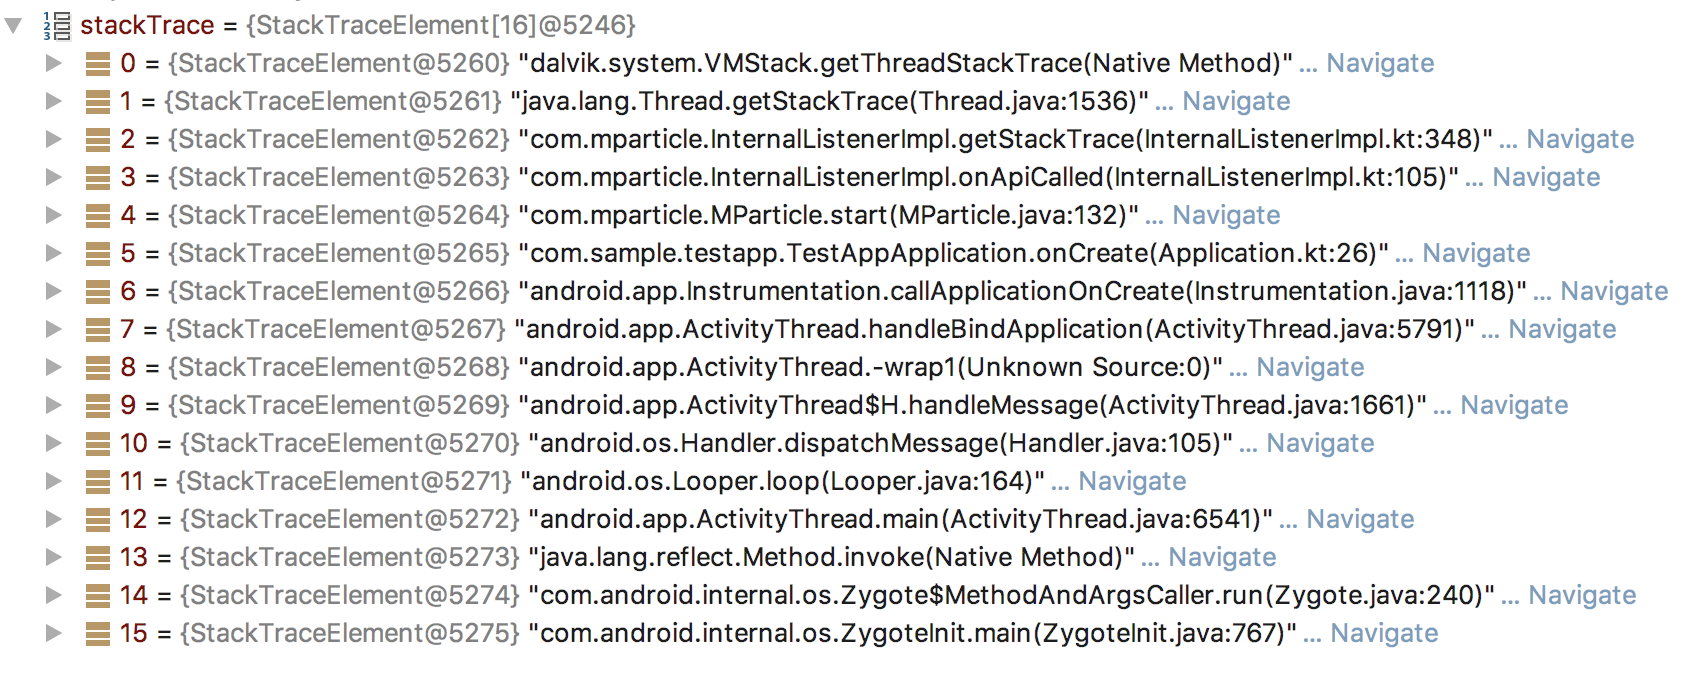 stackTrace = {StackTraceElement[16]@5246}
0 = {StackTraceElement@5260} "dalvik.system.VMStack.getThreadStackTrace(Native Method)" ... Navigate
1 = {StackTraceElement@5261} "java.lang.Thread.getStackTrace(Thread.java:1536)" ... Navigate
2 = {StackTraceElement@5262} "com.mparticle.InternalListenerImpl.getStackTrace(InternalListenerImpl.kt:348)" ... Navigate
3 = {StackTraceElement@5263} "com.mparticle.InternalListenerImpl.onApiCalled(InternalListenerImpl.kt:105)" ... Navigate
4 = {StackTraceElement@5264} "com.mparticle.MParticle.start(MParticle.java:132)" ... Navigate
5 = {StackTraceElement@5265} "com.sample.testapp.TestAppApplication.onCreate(Application.kt:26)" ... Navigate
6 = {StackTraceElement@5266} "android.app.Instrumentation.callApplicationOnCreate(Instrumentation.java:1118)" ... Navigate
7 = {StackTraceElement@5267} "android.app.ActivityThread.handleBindApplication(ActivityThread.java:5791)" ... Navigate
8 = {StackTraceElement@5268} "android.app.ActivityThread.-wrap1(Unknown Source:0)" ... Navigate
9 = {StackTraceElement@5269} "android.app.ActivityThread$H.handleMessage(ActivityThread.java:1661)" ... Navigate
10 = {StackTraceElement@5270} "android.os.Handler.dispatchMessage(Handler.java:105)" ... Navigate
11 = {StackTraceElement@5271} "android.os.Looper.loop(Looper.java:164)" ... Navigate
12 = {StackTraceElement@5272} "android.app.ActivityThread.main(ActivityThread.java:6541)" ... Navigate
13 = {StackTraceElement@5273} "java.lang.reflect.Method.invoke(Native Method)" ... Navigate
14 = {StackTraceElement@5274} "com.android.internal.os.Zygote$MethodAndArgsCaller.run(Zygote.java:240)" ... Navigate
15 = {StackTraceElement@5275} "com.android.internal.os.ZygoteInit.main(ZygoteInit.java:767)" ... Navigate